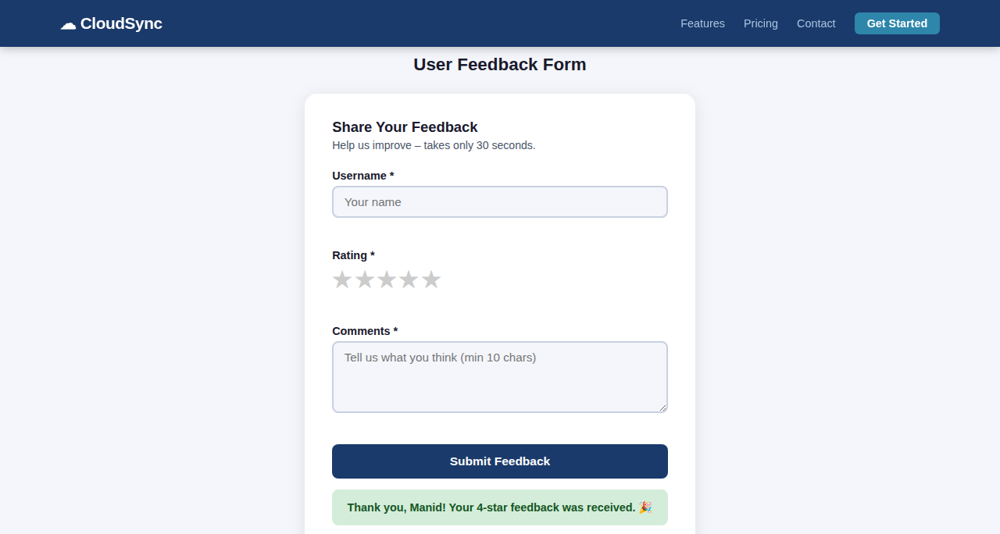 ☁ CloudSync
Features Pricing Contact Get Started
User Feedback Form
Share Your Feedback
Help us improve – takes only 30 seconds.
Username *
Your name
Rating *
★★★★★
Comments *
Tell us what you think (min 10 chars)
Submit Feedback
Thank you, Manid! Your 4-star feedback was received. 🎉